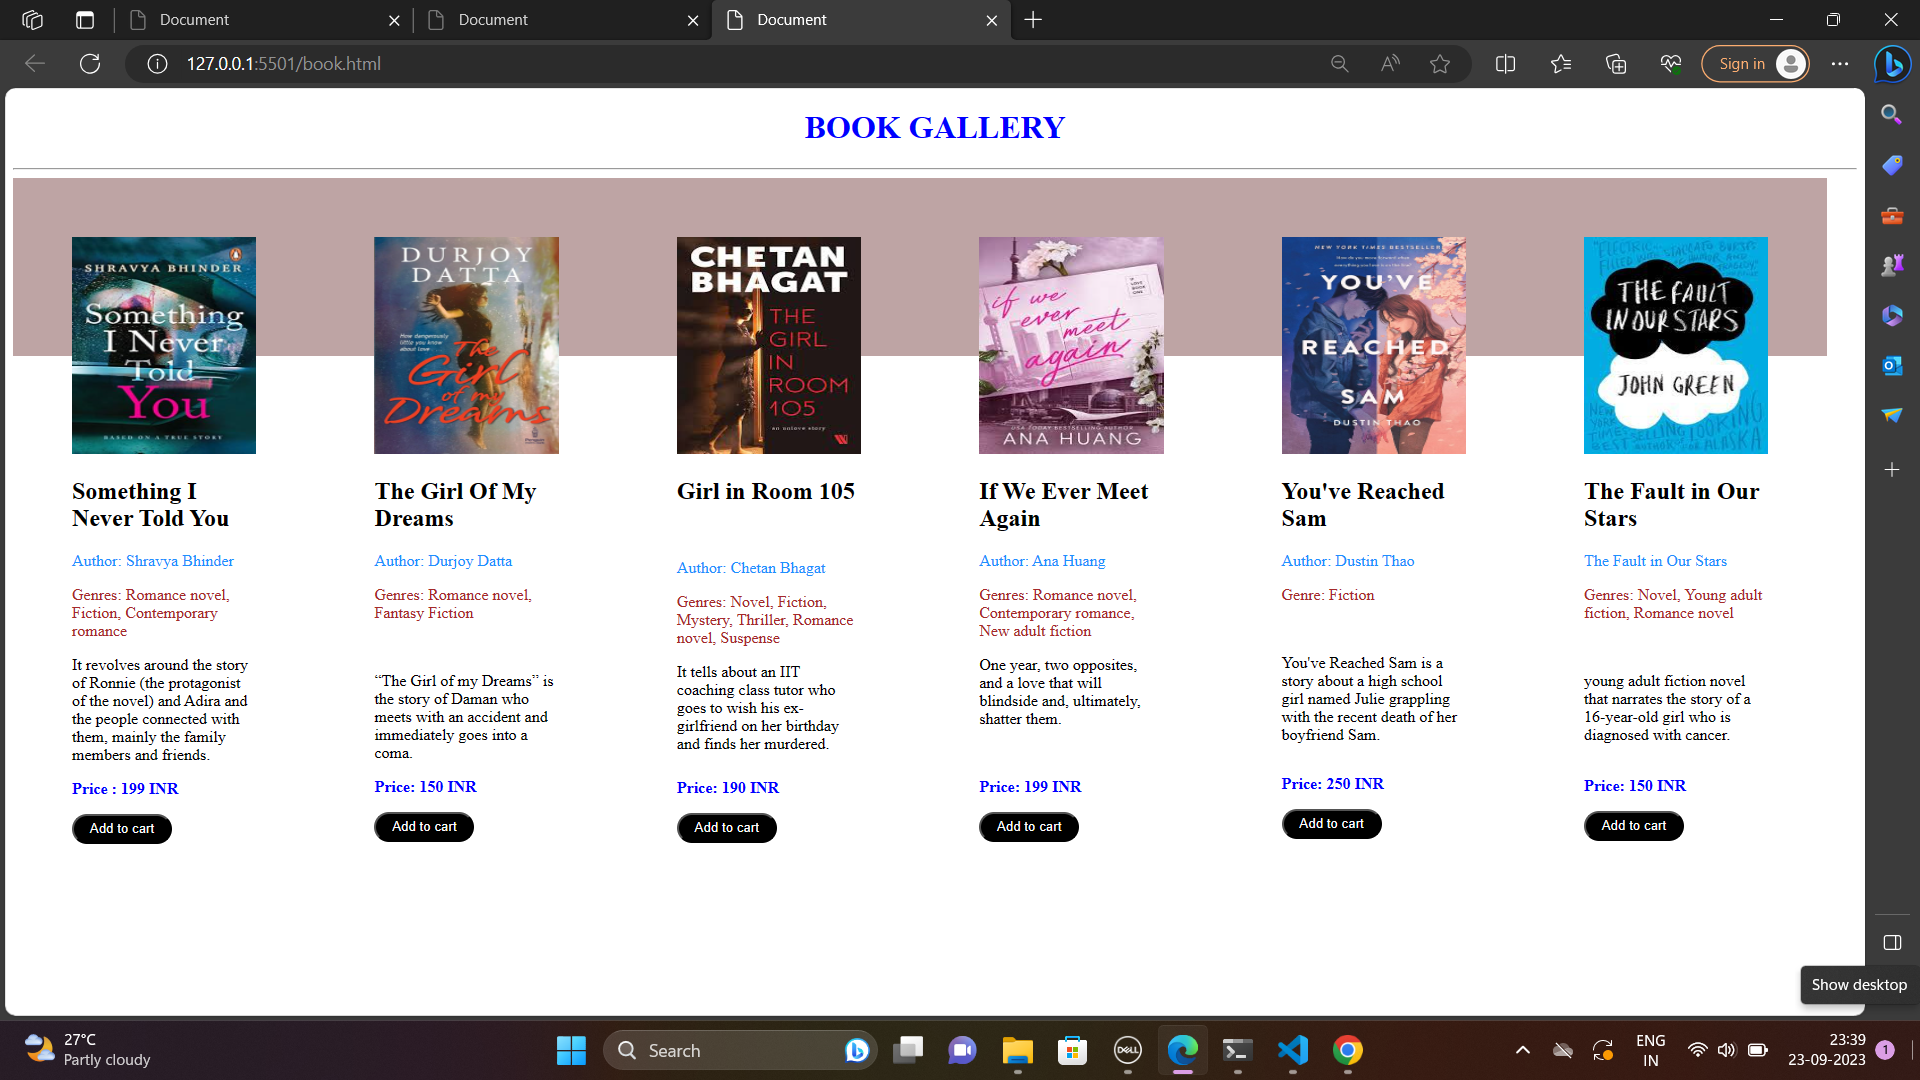 Document
Document
Document
127.0.0.1:5501/book.html
Sign in
BOOK GALLERY
SHRAVYA BHINDER
Something
I Never
Told
You
BASED ON A TRUE STORY
DURJOY
DATTA
How dangerously
little you know
about love
The
Girl
of my
Dreams
CHETAN
BHAGAT
THE
GIRL
IN
ROOM
105
an unlove story
if we
ever meet
again
ANA HUANG
NEW YORK TIMES BESTSELLER
YOU'VE
REACHED
SAM
DUSTIN THAO
THE FAULT
IN OUR STARS
JOHN GREEN
Something I
Never Told You
Author: Shravya Bhinder
Genres: Romance novel,
Fiction, Contemporary
romance
It revolves around the story
of Ronnie (the protagonist
of the novel) and Adira and
the people connected with
them, mainly the family
members and friends.
Price : 199 INR
Add to cart
The Girl Of My
Dreams
Author: Durjoy Datta
Genres: Romance novel,
Fantasy Fiction
“The Girl of my Dreams” is
the story of Daman who
meets with an accident and
immediately goes into a
coma.
Price: 150 INR
Add to cart
Girl in Room 105
Author: Chetan Bhagat
Genres: Novel, Fiction,
Mystery, Thriller, Romance
novel, Suspense
It tells about an IIT
coaching class tutor who
goes to wish his ex-
girlfriend on her birthday
and finds her murdered.
Price: 190 INR
Add to cart
If We Ever Meet
Again
Author: Ana Huang
Genres: Romance novel,
Contemporary romance,
New adult fiction
One year, two opposites,
and a love that will
blindside and, ultimately,
shatter them.
Price: 199 INR
Add to cart
You've Reached
Sam
Author: Dustin Thao
Genre: Fiction
You've Reached Sam is a
story about a high school
girl named Julie grappling
with the recent death of her
boyfriend Sam.
Price: 250 INR
Add to cart
The Fault in Our
Stars
The Fault in Our Stars
Genres: Novel, Young adult
fiction, Romance novel
young adult fiction novel
that narrates the story of a
16-year-old girl who is
diagnosed with cancer.
Price: 150 INR
Add to cart
Show desktop
27°C
Partly cloudy
Search
DELL
ENG
IN
23:39
23-09-2023
1